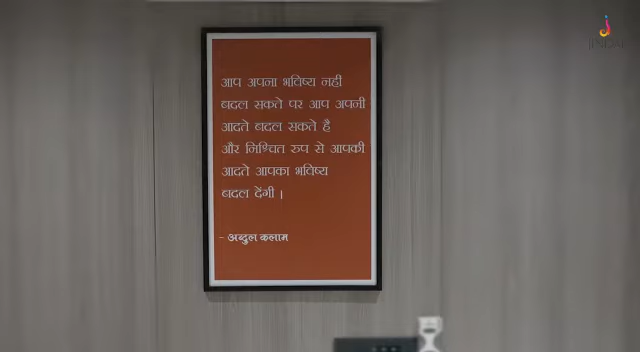 आप अपना भविष्य नही
बदल सकते पर आप अपनी
आदते बदल सकते है
और निश्चित रुप से आपकी
आदते आपका भविष्य
बदल देंगी ।
- अब्दुल कलाम